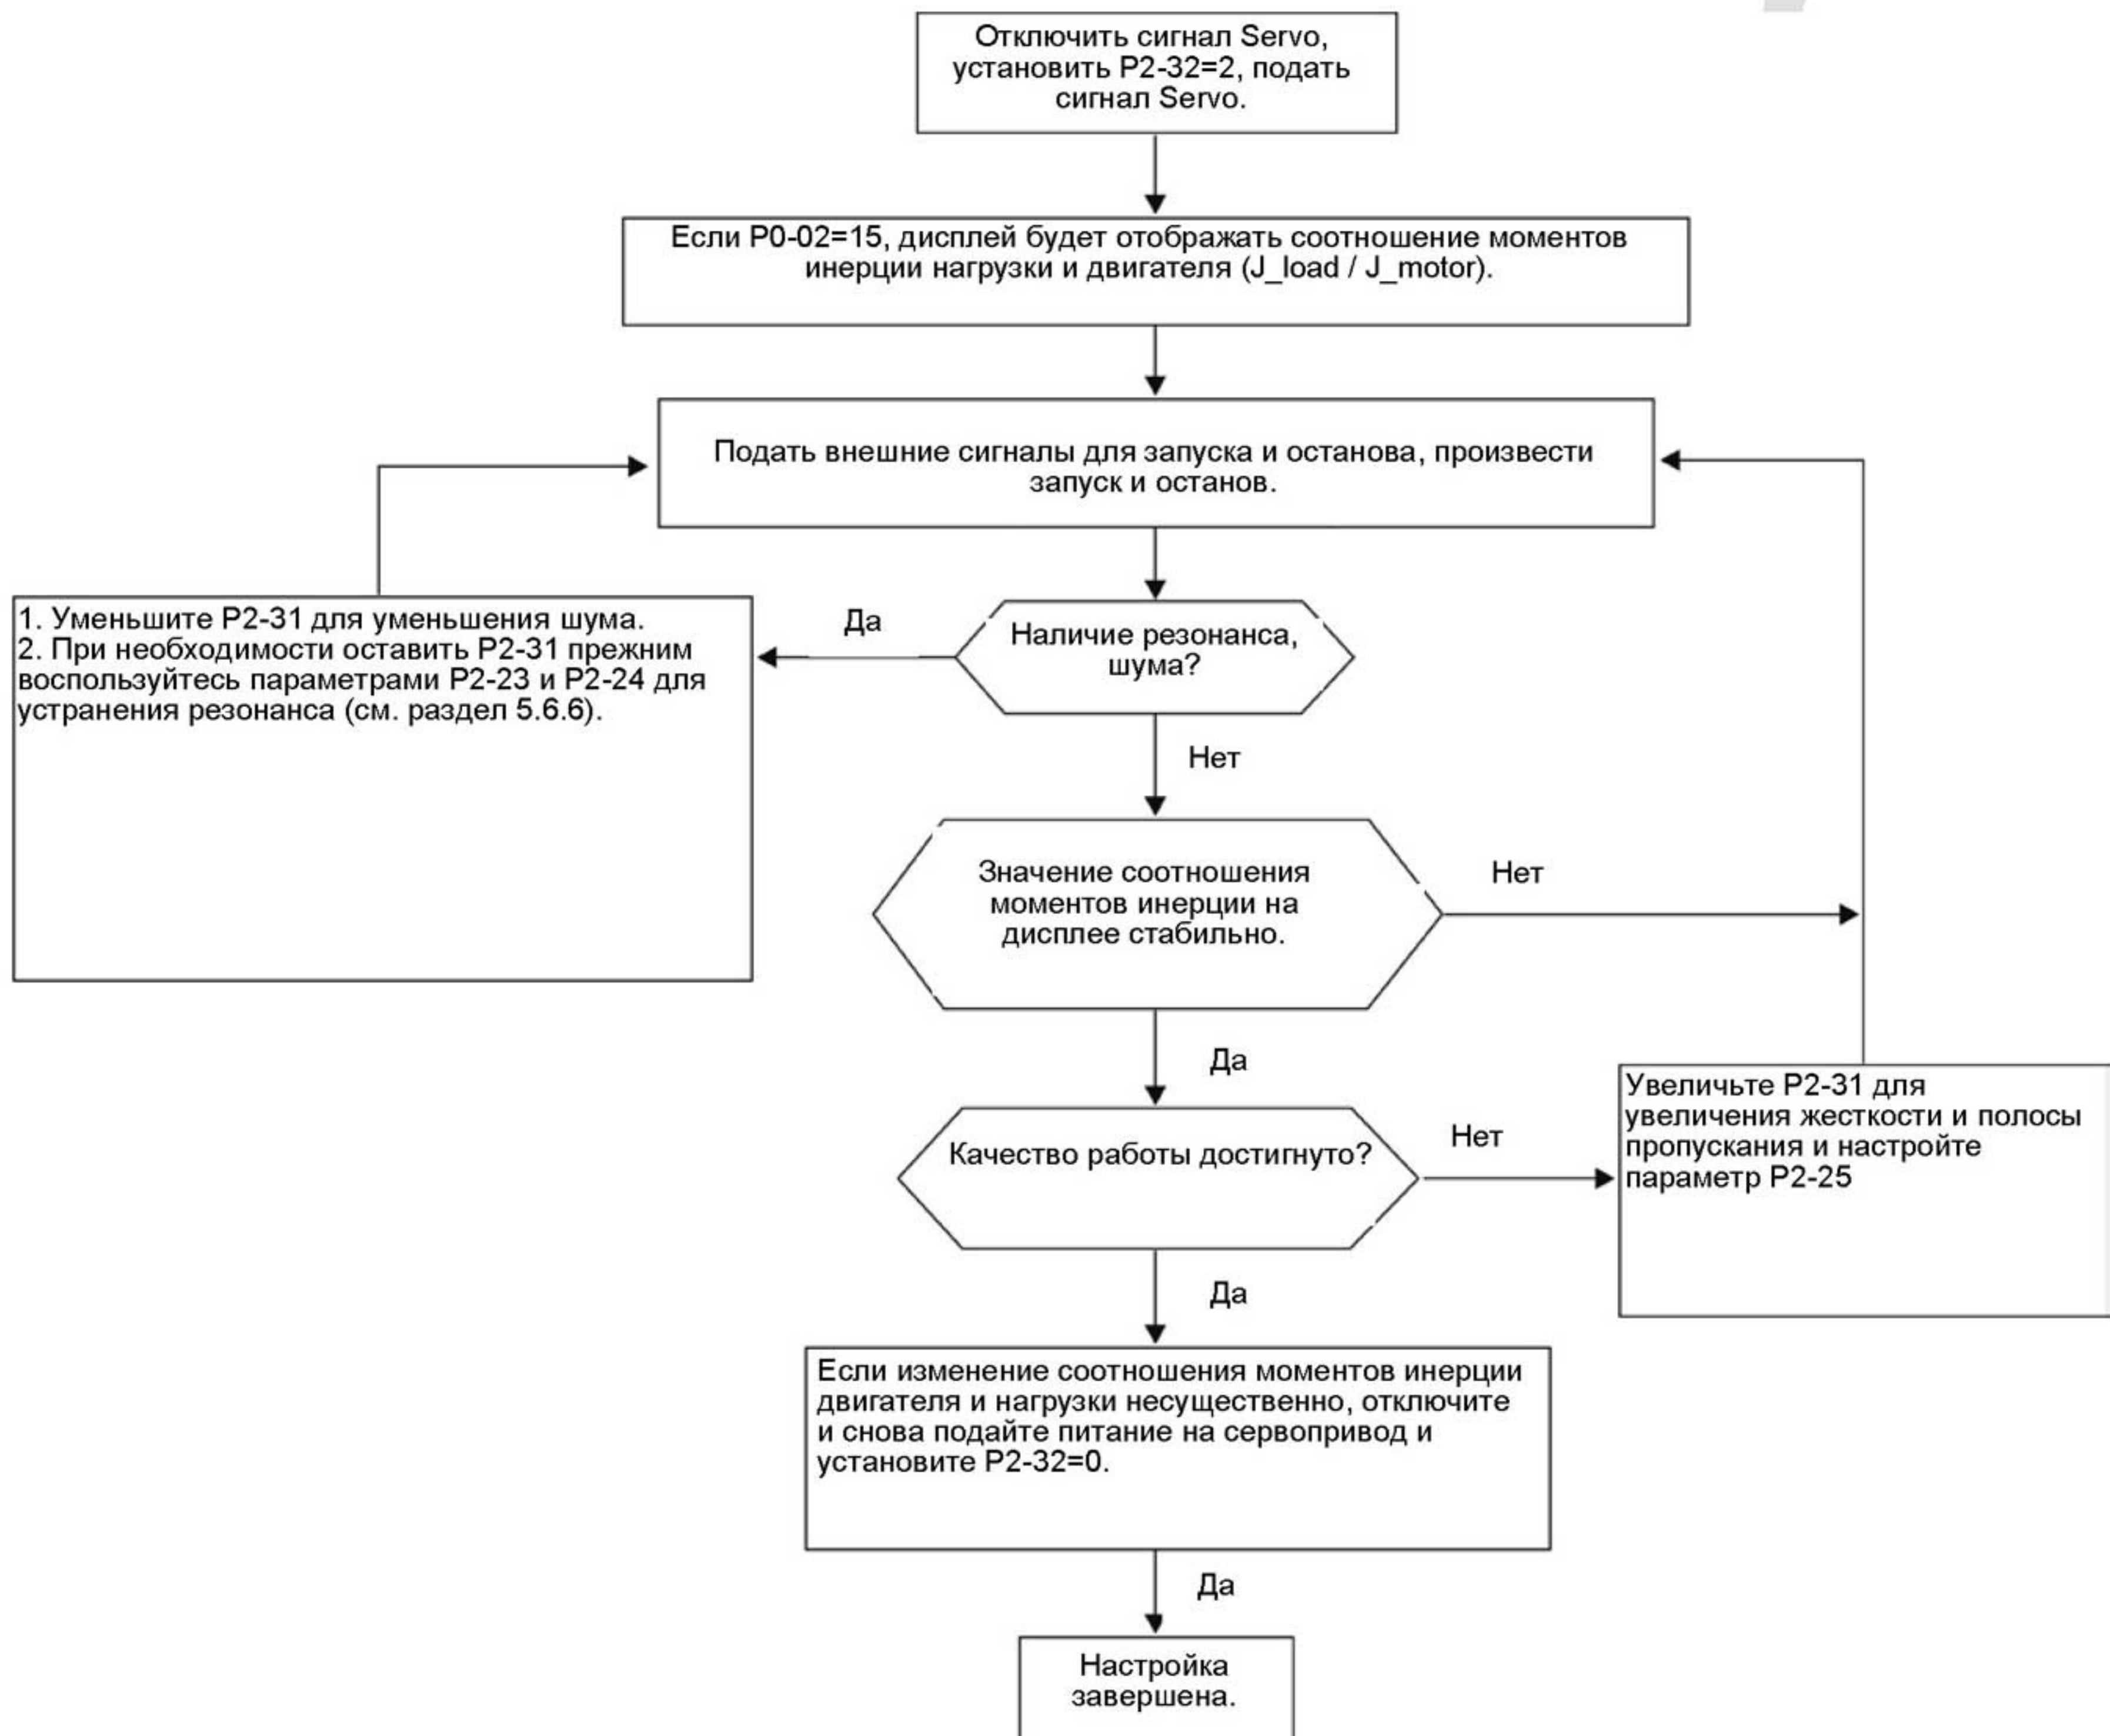 Отключить сигнал Servo,
установить P2-32=2, подать
сигнал Servo.
Если P0-02=15, дисплей будет отображать соотношение моментов
инерции нагрузки и двигателя (J_load / J_motor).
Подать внешние сигналы для запуска и останова, произвести
запуск и останов.
1. Уменьшите P2-31 для уменьшения шума.
2. При необходимости оставить P2-31 прежним
воспользуйтесь параметрами P2-23 и P2-24 для
устранения резонанса (см. раздел 5.6.6).
Да
Наличие резонанса,
шума?
Нет
Значение соотношения
моментов инерции на
дисплее стабильно.
Нет
Да
Качество работы достигнуто?
Нет
Увеличьте P2-31 для
увеличения жесткости и полосы
пропускания и настройте
параметр P2-25
Да
Если изменение соотношения моментов инерции
двигателя и нагрузки несущественно, отключите
и снова подайте питание на сервопривод и
установите P2-32=0.
Да
Настройка
завершена.